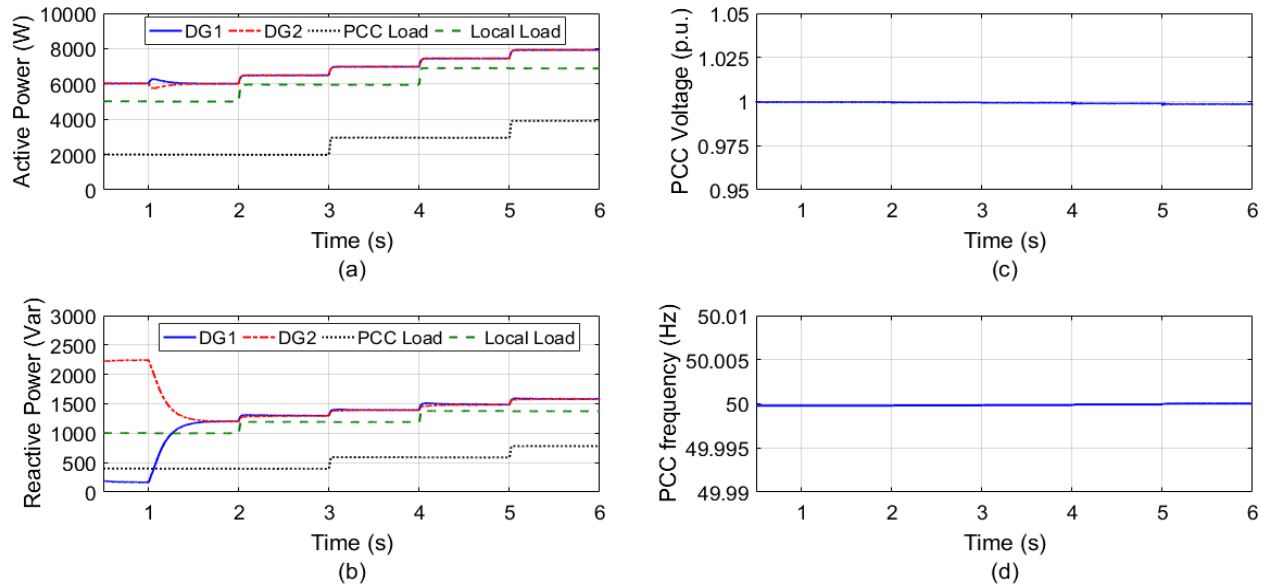 Active Power (W)
10000
8000
6000
4000
2000
0
DG1 DG2 PCC Load Local Load
1 2 3 4 5 6
Time (s)
(a)
PCC Voltage (p.u.)
1.05
1.025
1
0.975
0.95
1 2 3 4 5 6
Time (s)
(c)
Reactive Power (Var)
3000
2500
2000
1500
1000
500
0
DG1 DG2 PCC Load Local Load
1 2 3 4 5 6
Time (s)
(b)
PCC frequency (Hz)
50.01
50.005
50
49.995
49.99
1 2 3 4 5 6
Time (s)
(d)